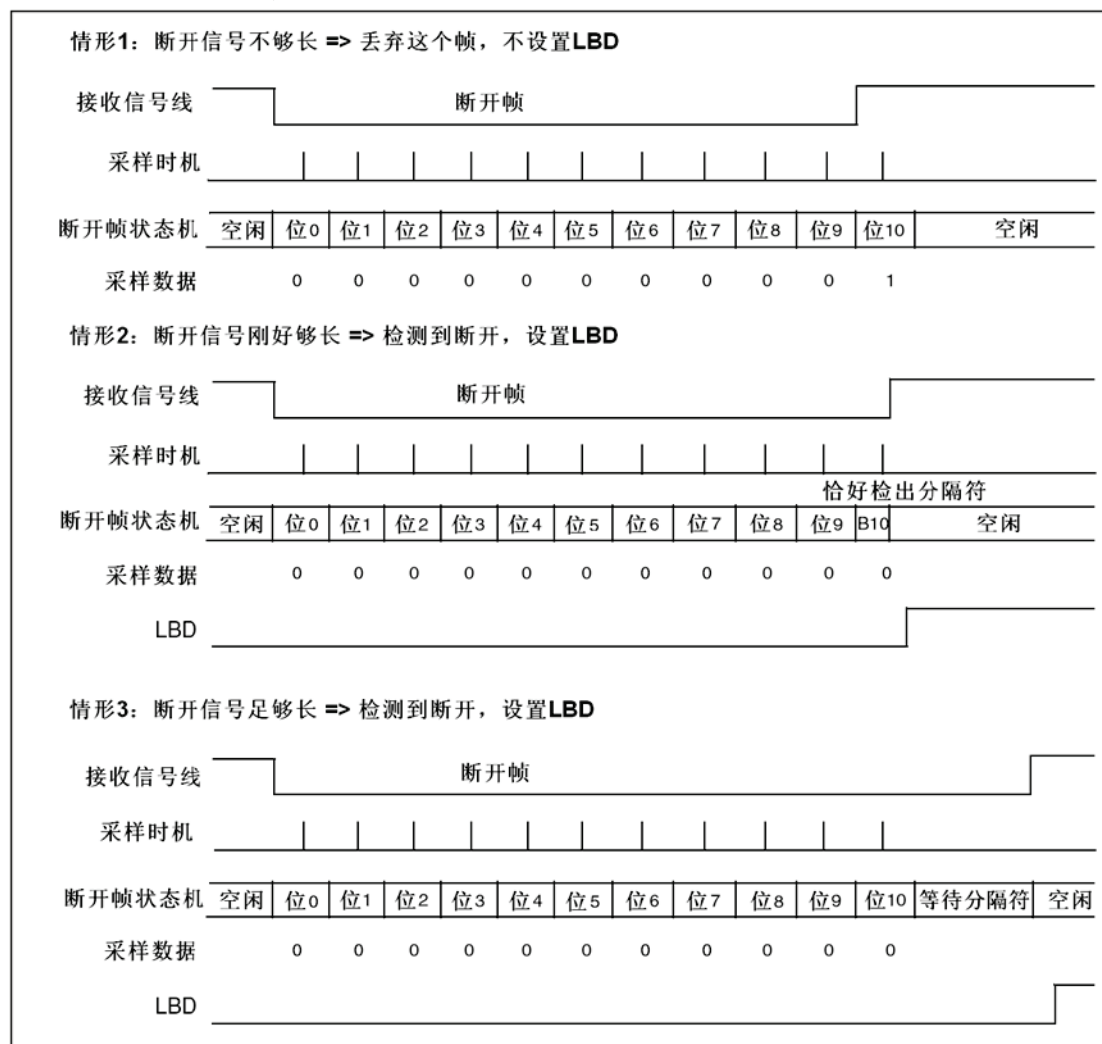 情形1：断开信号不够长 => 丢弃这个帧，不设置LBD
接收信号线 断开帧
采样时机
断开帧状态机 空闲 位0 位1 位2 位3 位4 位5 位6 位7 位8 位9 位10 空闲
采样数据 0 0 0 0 0 0 0 0 0 0 1
情形2：断开信号刚好够长 => 检测到断开，设置LBD
接收信号线 断开帧
采样时机
恰好检出分隔符
断开帧状态机 空闲 位0 位1 位2 位3 位4 位5 位6 位7 位8 位9 B10 空闲
采样数据 0 0 0 0 0 0 0 0 0 0 0
LBD
情形3：断开信号足够长 => 检测到断开，设置LBD
接收信号线 断开帧
采样时机
断开帧状态机 空闲 位0 位1 位2 位3 位4 位5 位6 位7 位8 位9 位10 等待分隔符 空闲
采样数据 0 0 0 0 0 0 0 0 0 0 0
LBD